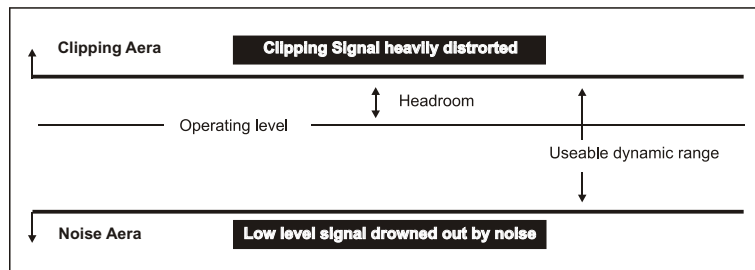 Clipping Aera
Clipping Signal heavily distrorted
Headroom
Operating level
Useable dynamic range
Noise Aera
Low level signal drowned out by noise